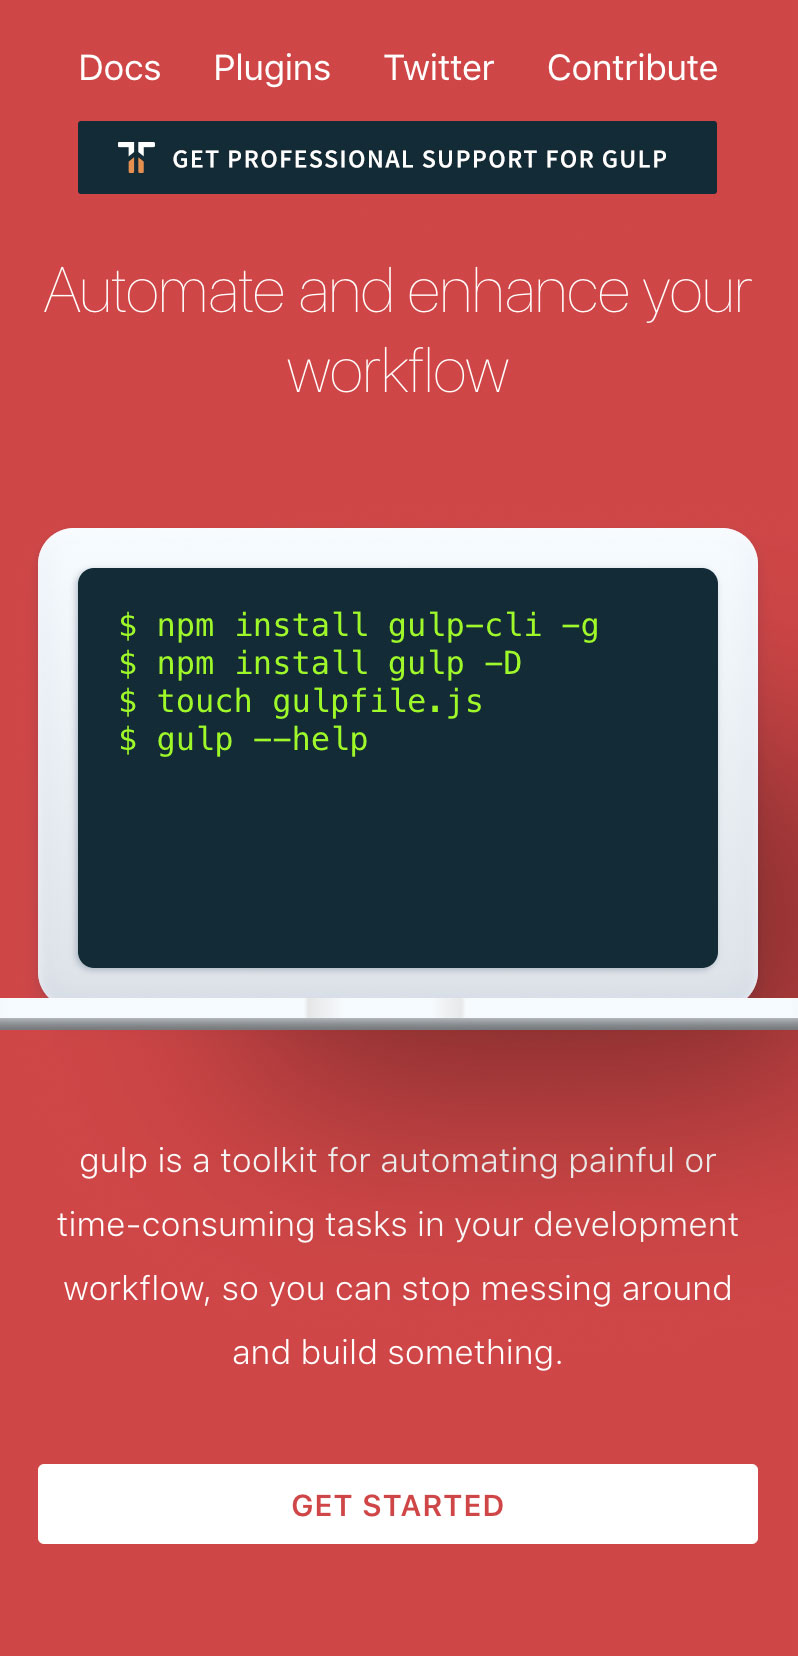 Docs Plugins Twitter Contribute
GET PROFESSIONAL SUPPORT FOR GULP
Automate and enhance your
workflow
$ npm install gulp-cli -g
$ npm install gulp -D
$ touch gulpfile.js
$ gulp --help
gulp is a toolkit for automating painful or
time-consuming tasks in your development
workflow, so you can stop messing around
and build something.
GET STARTED